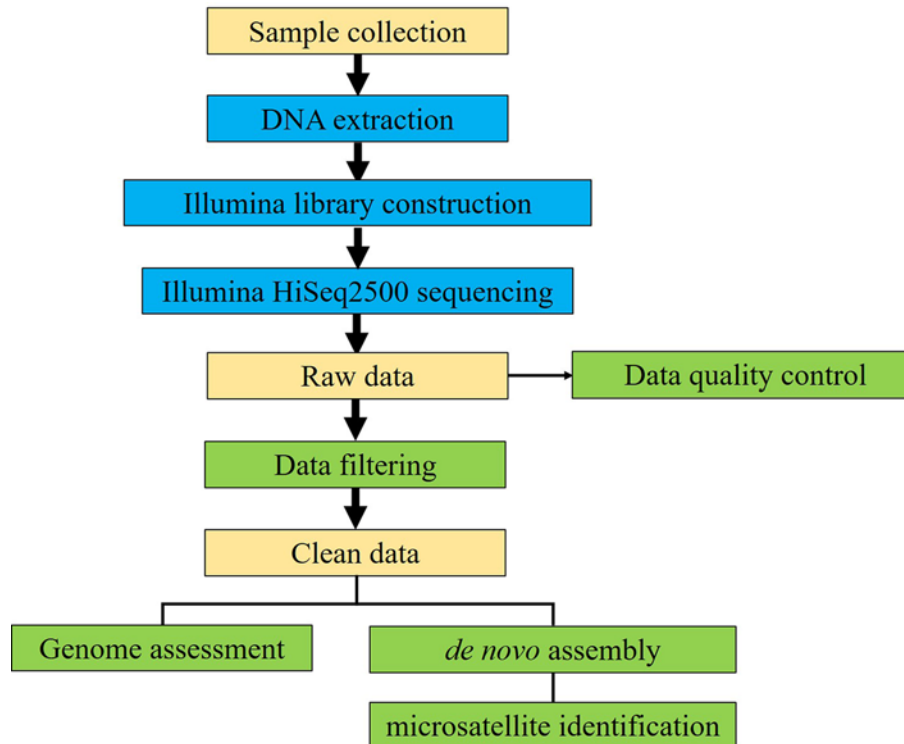 Sample collection
DNA extraction
Illumina library construction
Illumina HiSeq2500 sequencing
Raw data
Data quality control
Data filtering
Clean data
Genome assessment
de novo assembly
microsatellite identification